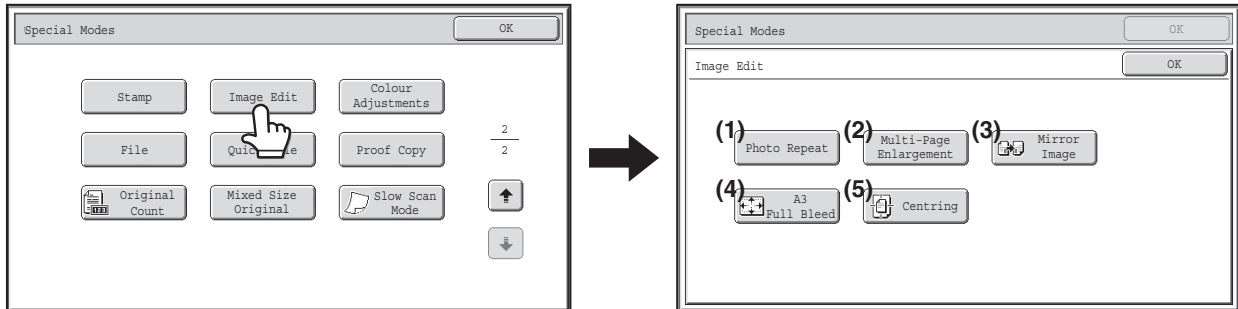 Special Modes
OK
Stamp
Image Edit
Colour
Adjustments
File
Proof Copy
2
2
Original
Count
Mixed Size
Original
Slow Scan
Mode
Special Modes
OK
Image Edit
OK
(1)
Photo Repeat
(2)
Multi-Page
Enlargement
(3)
Mirror
Image
(4)
A3
Full Bleed
(5)
Centring